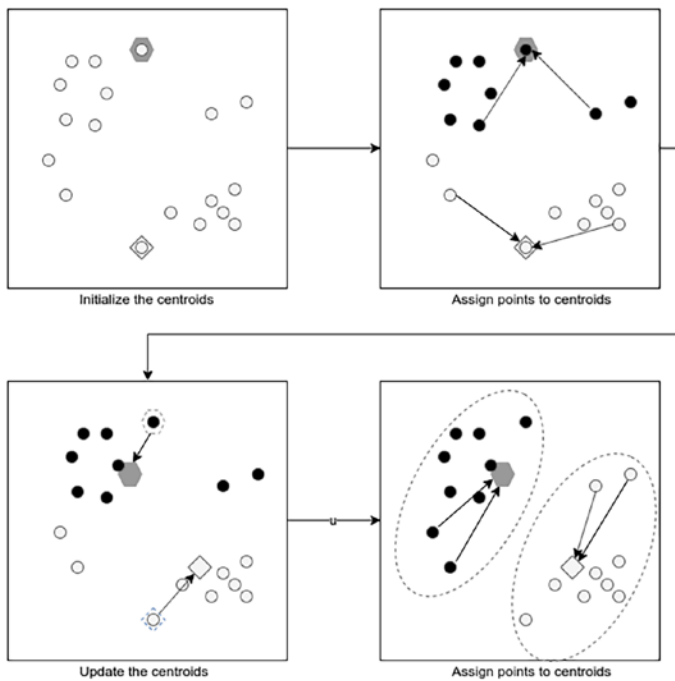 Initialize the centroids
Assign points to centroids
u
Update the centroids
Assign points to centroids